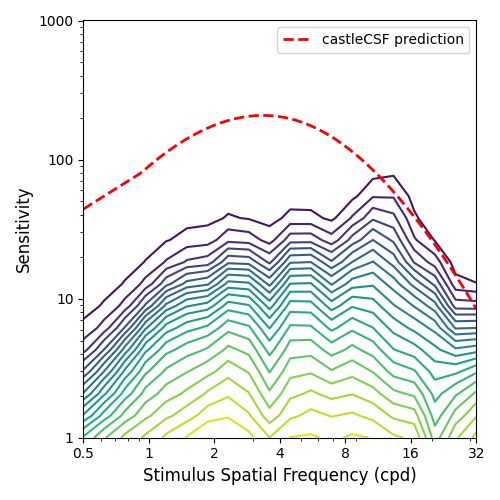 1000
castleCSF prediction
100
10
1
Sensitivity
0.5 1 2 4 8 16 32
Stimulus Spatial Frequency (cpd)